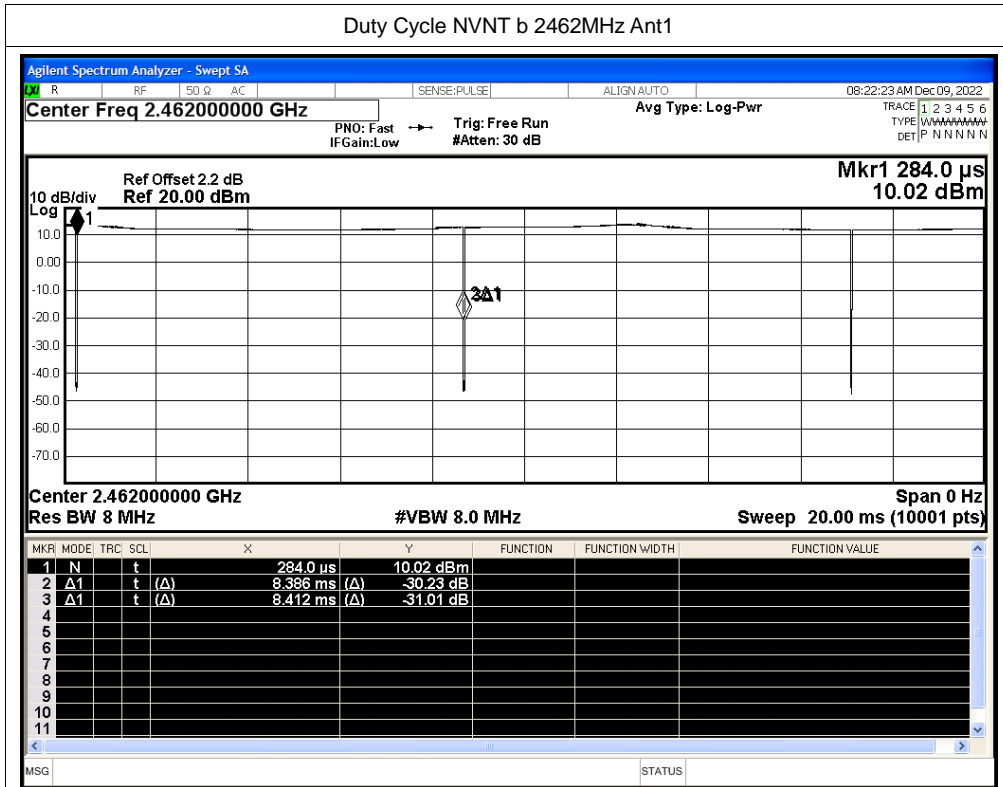 Duty Cycle NVNT b 2462MHz Ant1
Agilent Spectrum Analyzer - Swept SA
LXI R RF 50 Ω AC SENSE:PULSE ALIGN AUTO 08:22:23 AM Dec 09, 2022
Center Freq 2.462000000 GHz Avg Type: Log-Pwr TRACE 1 2 3 4 5 6
PNO: Fast Trig: Free Run TYPE
IFGain:Low #Atten: 30 dB DET P N N N N N
Mkr1 284.0 µs
Ref Offset 2.2 dB
10 dB/div Ref 20.00 dBm 10.02 dBm
Log
1
10.0
0.00
-10.0
3Δ1
-20.0
-30.0
-40.0
-50.0
-60.0
-70.0
Center 2.462000000 GHz Span 0 Hz
Res BW 8 MHz #VBW 8.0 MHz Sweep 20.00 ms (10001 pts)
MKR MODE TRC SCL X Y FUNCTION FUNCTION WIDTH FUNCTION VALUE
1 N t 284.0 µs 10.02 dBm
2 Δ1 t (Δ) 8.386 ms (Δ) -30.23 dB
3 Δ1 t (Δ) 8.412 ms (Δ) -31.01 dB
4
5
6
7
8
9
10
11
MSG STATUS